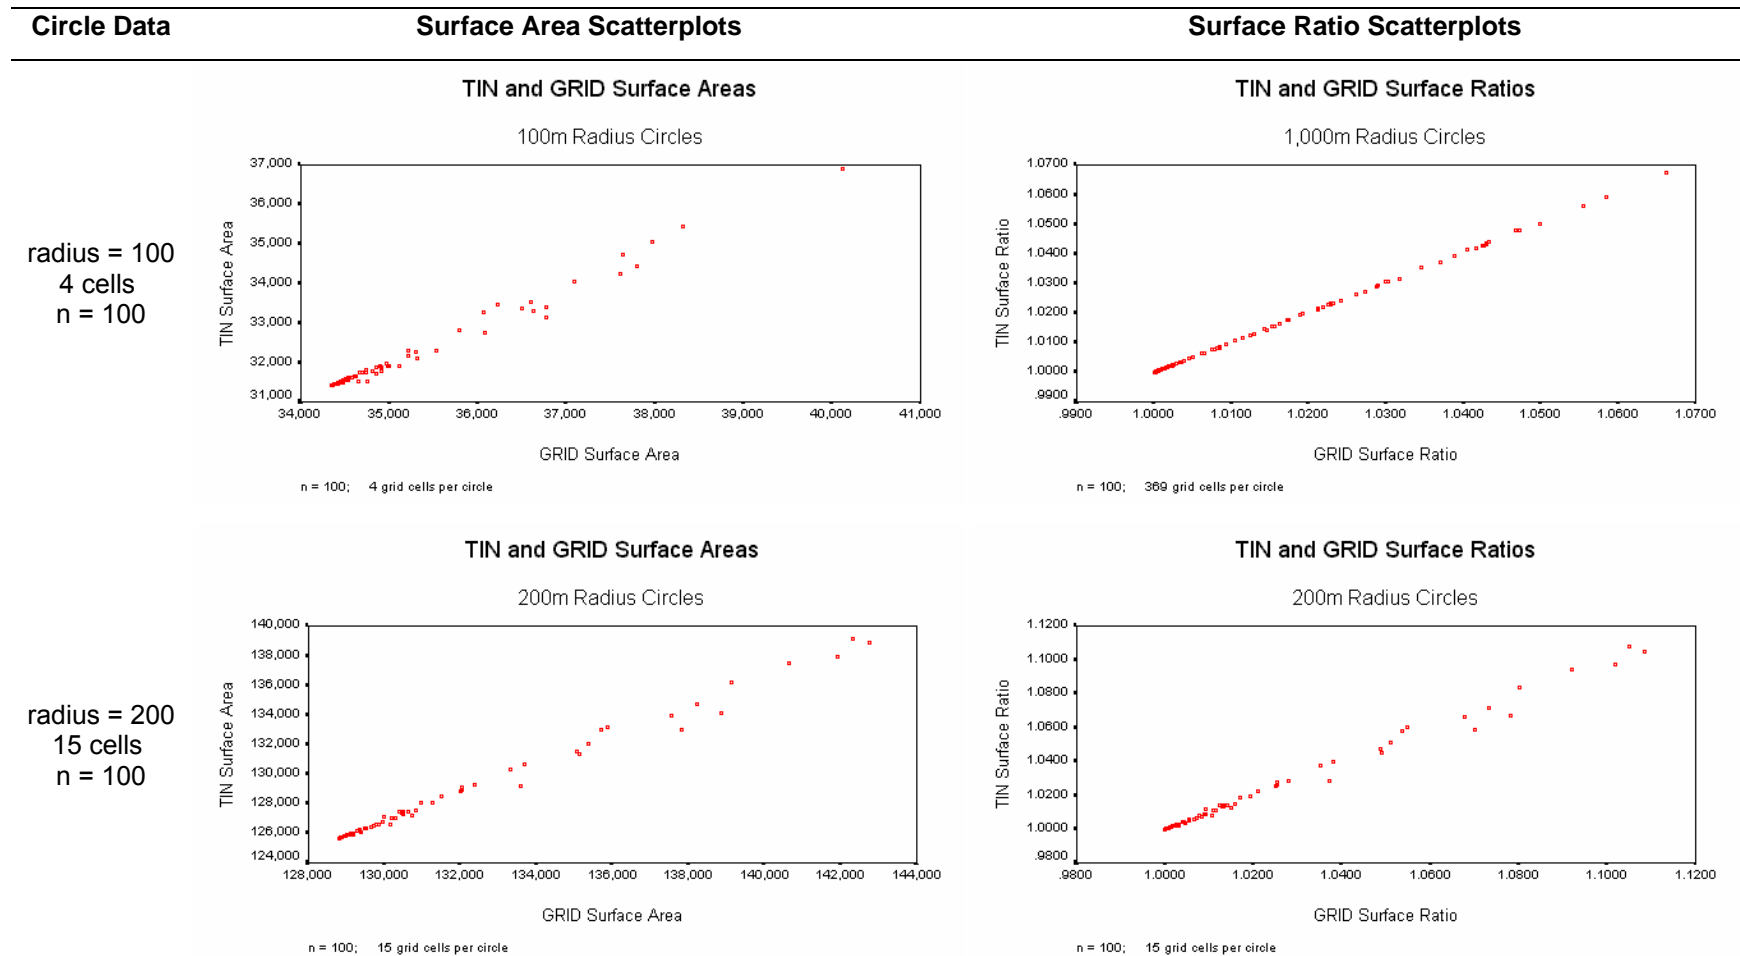 Circle Data Surface Area Scatterplots Surface Ratio Scatterplots
radius = 100
4 cells
n = 100
TIN and GRID Surface Areas
100m Radius Circles
TIN Surface Area
37,000
36,000
35,000
34,000
33,000
32,000
31,000
34,000 35,000 36,000 37,000 38,000 39,000 40,000 41,000
GRID Surface Area
n = 100; 4 grid cells per circle
TIN and GRID Surface Ratios
1,000m Radius Circles
TIN Surface Ratio
1.0700
1.0600
1.0500
1.0400
1.0300
1.0200
1.0100
1.0000
.9900
.9900 1.0000 1.0100 1.0200 1.0300 1.0400 1.0500 1.0600 1.0700
GRID Surface Ratio
n = 100; 369 grid cells per circle
radius = 200
15 cells
n = 100
TIN and GRID Surface Areas
200m Radius Circles
TIN Surface Area
140,000
138,000
136,000
134,000
132,000
130,000
128,000
126,000
124,000
128,000 130,000 132,000 134,000 136,000 138,000 140,000 142,000 144,000
GRID Surface Area
n = 100; 15 grid cells per circle
TIN and GRID Surface Ratios
200m Radius Circles
TIN Surface Ratio
1.1200
1.1000
1.0800
1.0600
1.0400
1.0200
1.0000
.9800
.9800 1.0000 1.0200 1.0400 1.0600 1.0800 1.1000 1.1200
GRID Surface Ratio
n = 100; 15 grid cells per circle